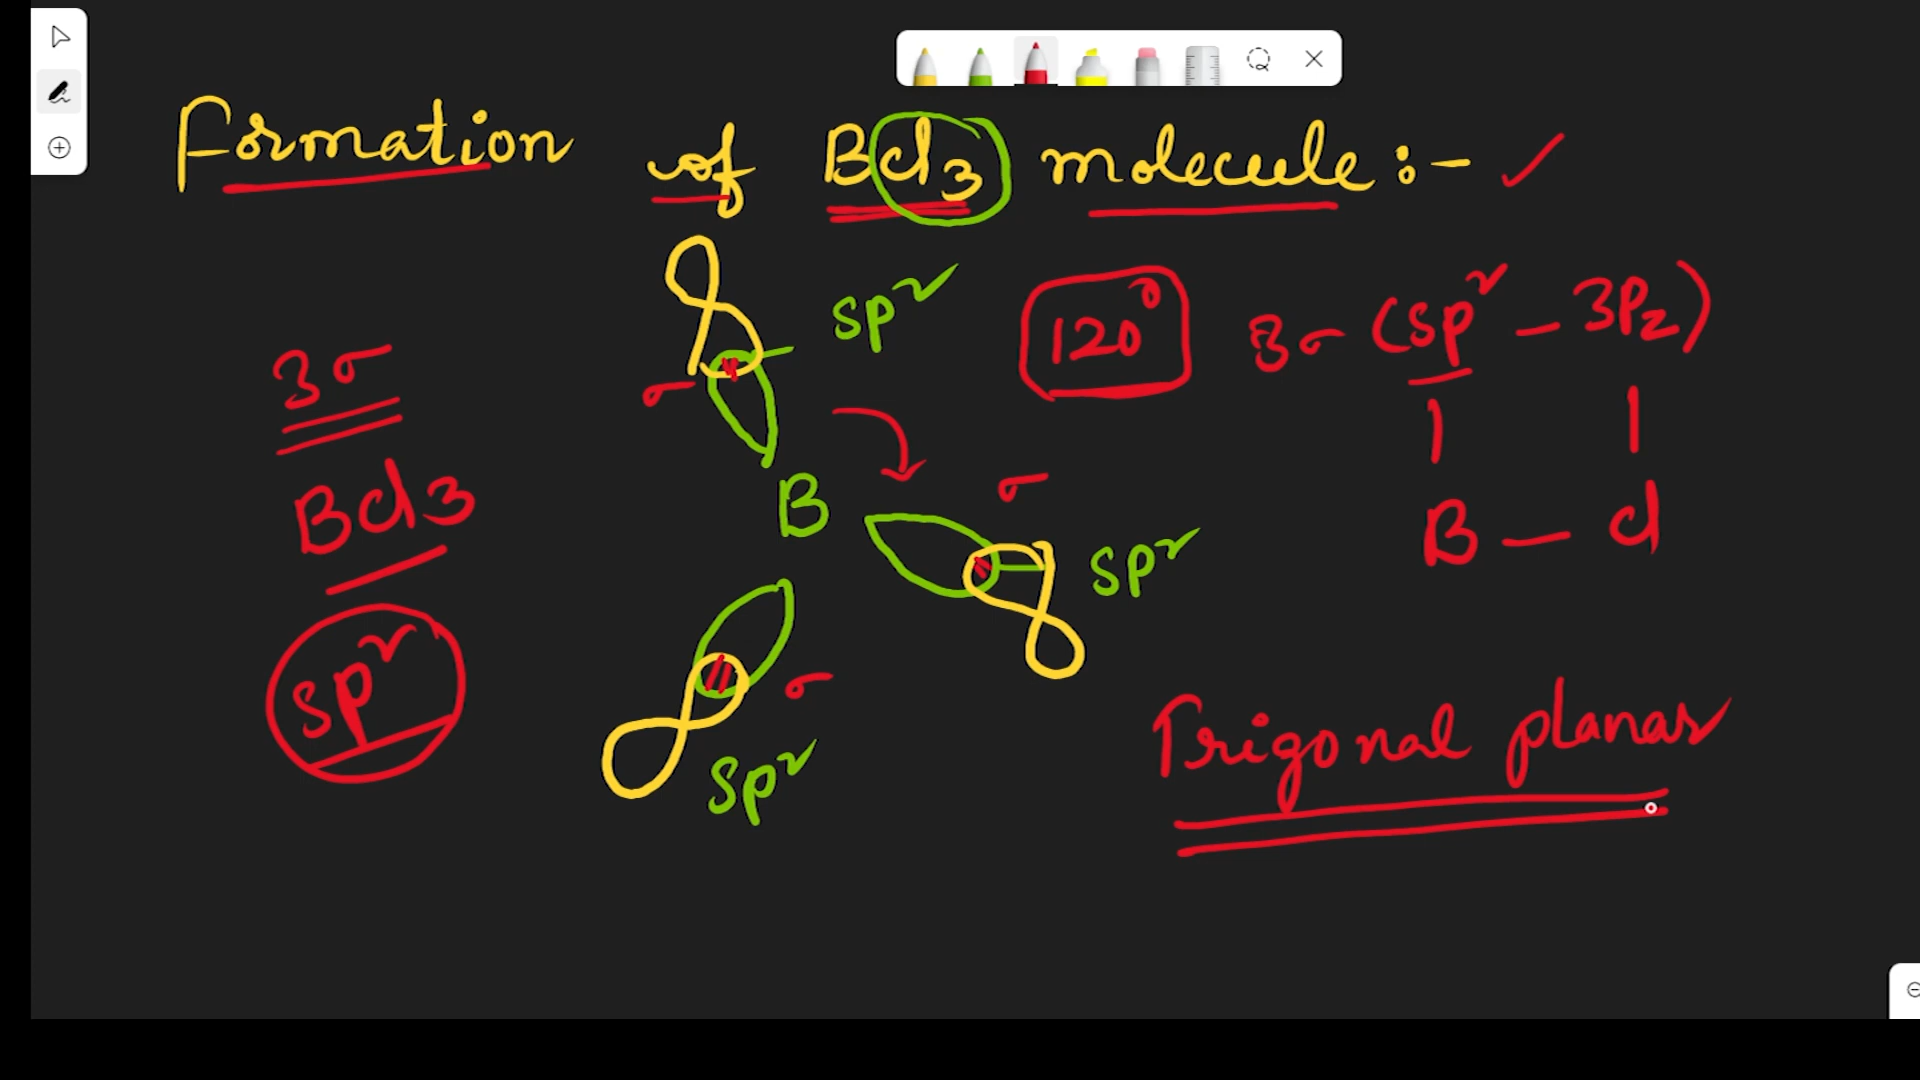 Formation of BCl3 molecule :-
sp²
120°
3σ (sp² - 3Pz)
3σ
σ
BCl3
B
σ
sp²
B - Cl
sp²
σ
sp²
Trigonal planar